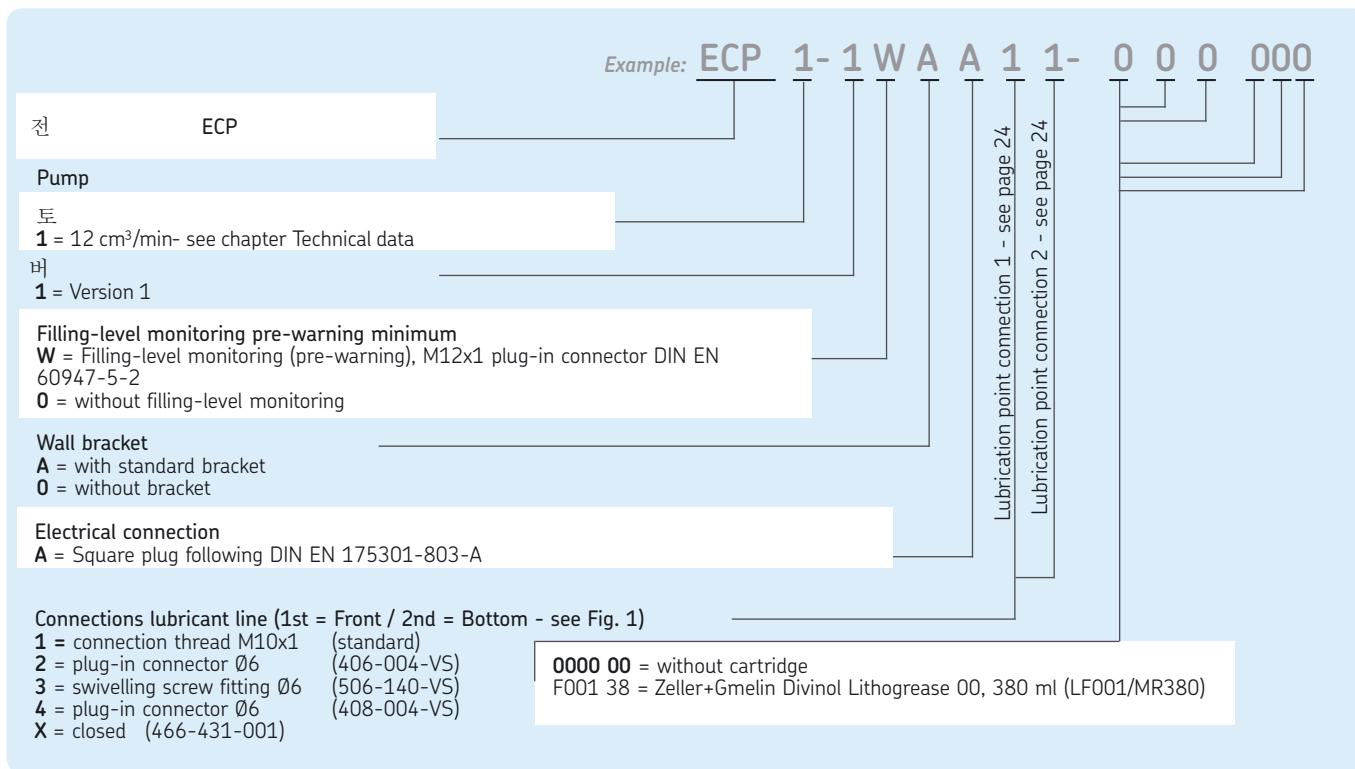 Example: ECP 1- 1 W A A 1 1- 0 0 0 000
전 ECP
Pump
토
1 = 12 cm³/min- see chapter Technical data
버
1 = Version 1
Filling-level monitoring pre-warning minimum
W = Filling-level monitoring (pre-warning), M12x1 plug-in connector DIN EN
60947-5-2
0 = without filling-level monitoring
Wall bracket
A = with standard bracket
0 = without bracket
Electrical connection
A = Square plug following DIN EN 175301-803-A
Lubrication point connection 1 - see page 24
Lubrication point connection 2 - see page 24
Connections lubricant line (1st = Front / 2nd = Bottom - see Fig. 1)
1 = connection thread M10x1 (standard)
2 = plug-in connector Ø6 (406-004-VS)
3 = swivelling screw fitting Ø6 (506-140-VS)
4 = plug-in connector Ø6 (408-004-VS)
X = closed (466-431-001)
0000 00 = without cartridge
F001 38 = Zeller+Gmelin Divinol Lithogrease 00, 380 ml (LF001/MR380)